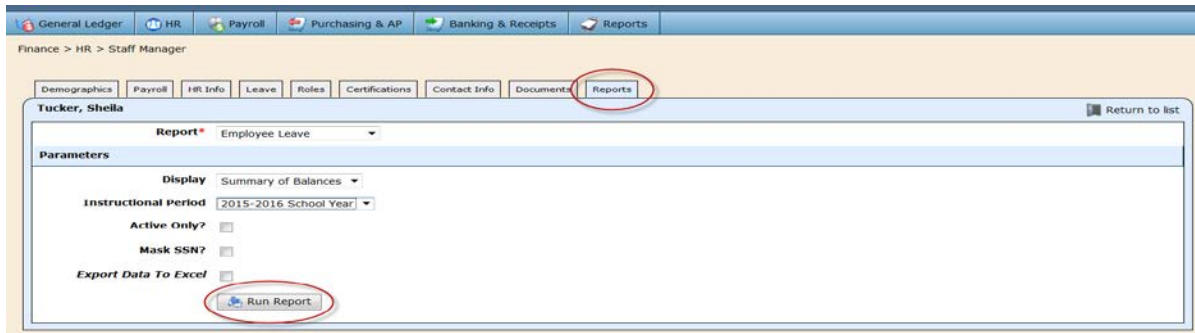 General Ledger HR Payroll Purchasing & AP Banking & Receipts Reports
Finance > HR > Staff Manager
Demographics Payroll HR Info Leave Roles Certifications Contact Info Documents Reports
Tucker, Sheila Return to list
Report* Employee Leave
Parameters
Display Summary of Balances
Instructional Period 2015-2016 School Year
Active Only?
Mask SSN?
Export Data To Excel
Run Report